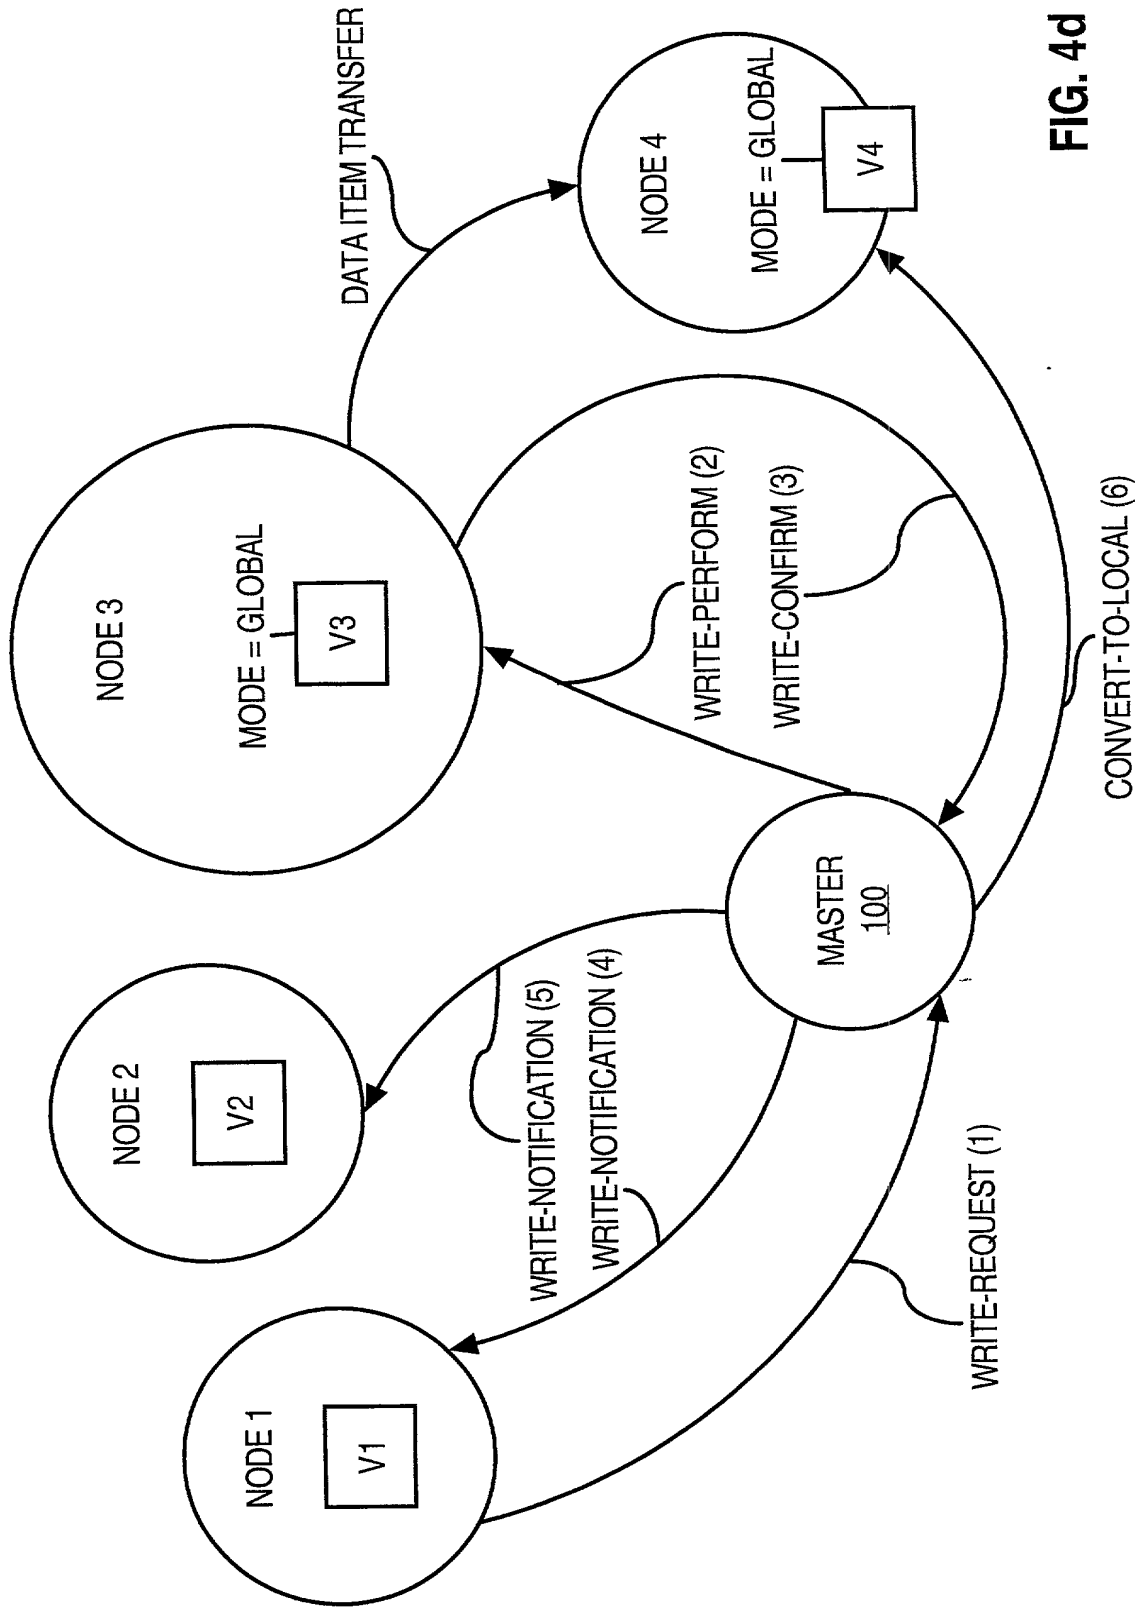 NODE 1
V1
NODE 2
V2
NODE 3
MODE = GLOBAL
V3
DATA ITEM TRANSFER
NODE 4
MODE = GLOBAL
V4
WRITE-NOTIFICATION (5)
WRITE-NOTIFICATION (4)
WRITE-PERFORM (2)
WRITE-CONFIRM (3)
MASTER
100
WRITE-REQUEST (1)
CONVERT-TO-LOCAL (6)
FIG. 4d